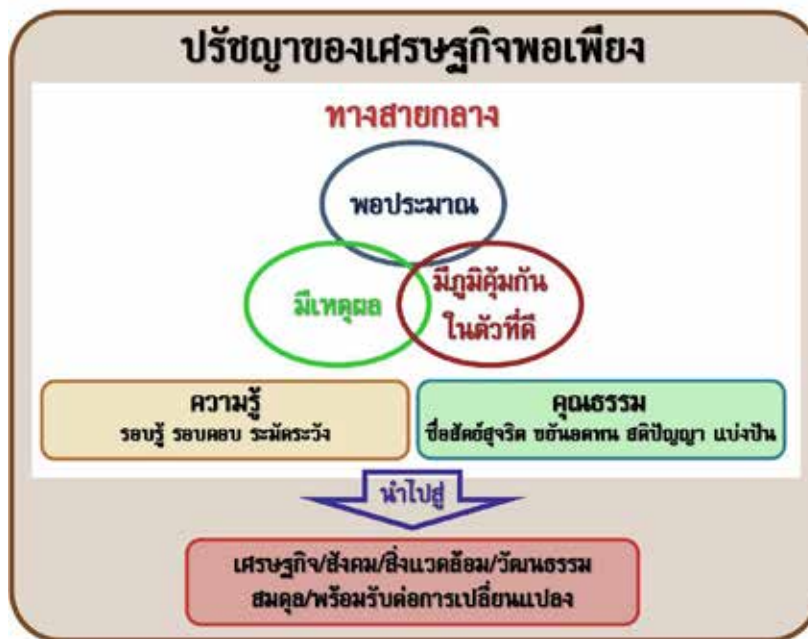 ปรัชญาของเศรษฐกิจพอเพียง
ทางสายกลาง
พอประมาณ
มีเหตุผล
มีภูมิคุ้มกัน
ในตัวที่ดี
ความรู้
รอบรู้ รอบคอบ ระมัดระวัง
คุณธรรม
ซื่อสัตย์สุจริต ขยันอดทน สติปัญญา แบ่งปัน
นำไปสู่
เศรษฐกิจ/สังคม/สิ่งแวดล้อม/วัฒนธรรม
สมดุล/พร้อมรับต่อการเปลี่ยนแปลง